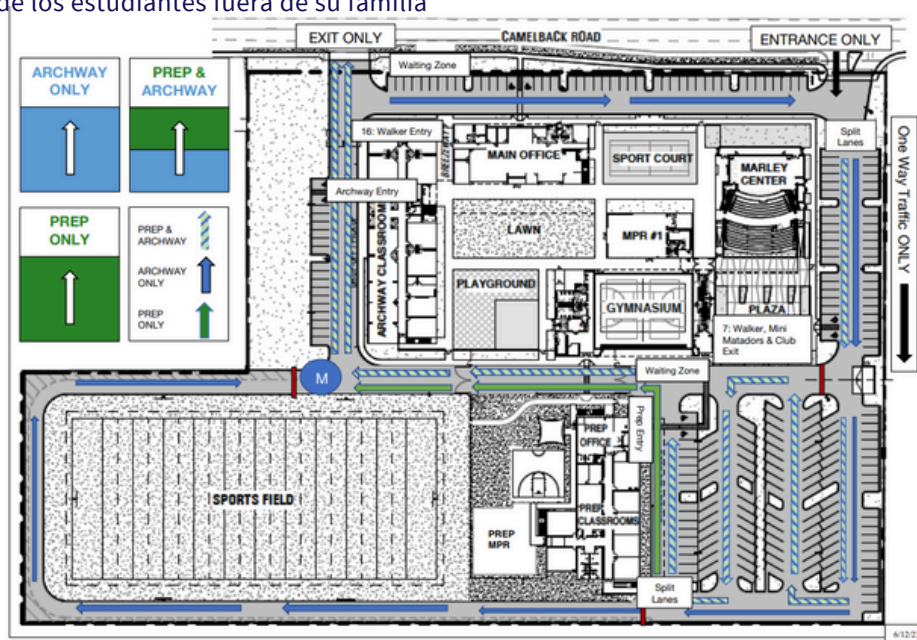 de los estudiantes fuera de su familia
EXIT ONLY
CAMELBACK ROAD
ENTRANCE ONLY
Waiting Zone
ARCHWAY
ONLY
PREP &
ARCHWAY
PREP
ONLY
PREP &
ARCHWAY
ARCHWAY
ONLY
PREP
ONLY
16: Walker Entry
BREEZEWAY
MAIN OFFICE
SPORT COURT
MARLEY
CENTER
Split
Lanes
One Way Traffic ONLY
Archway Entry
ARCHWAY CLASSROOM
LAWN
MPR #1
PLAYGROUND
GYMNASIUM
PLAZA
7: Walker, Mini
Matadors & Club
Exit
M
Waiting Zone
Prep Entry
PREP
OFFICE
SPORTS FIELD
PREP
CLASSROOMS
PREP
MPR
Split
Lanes